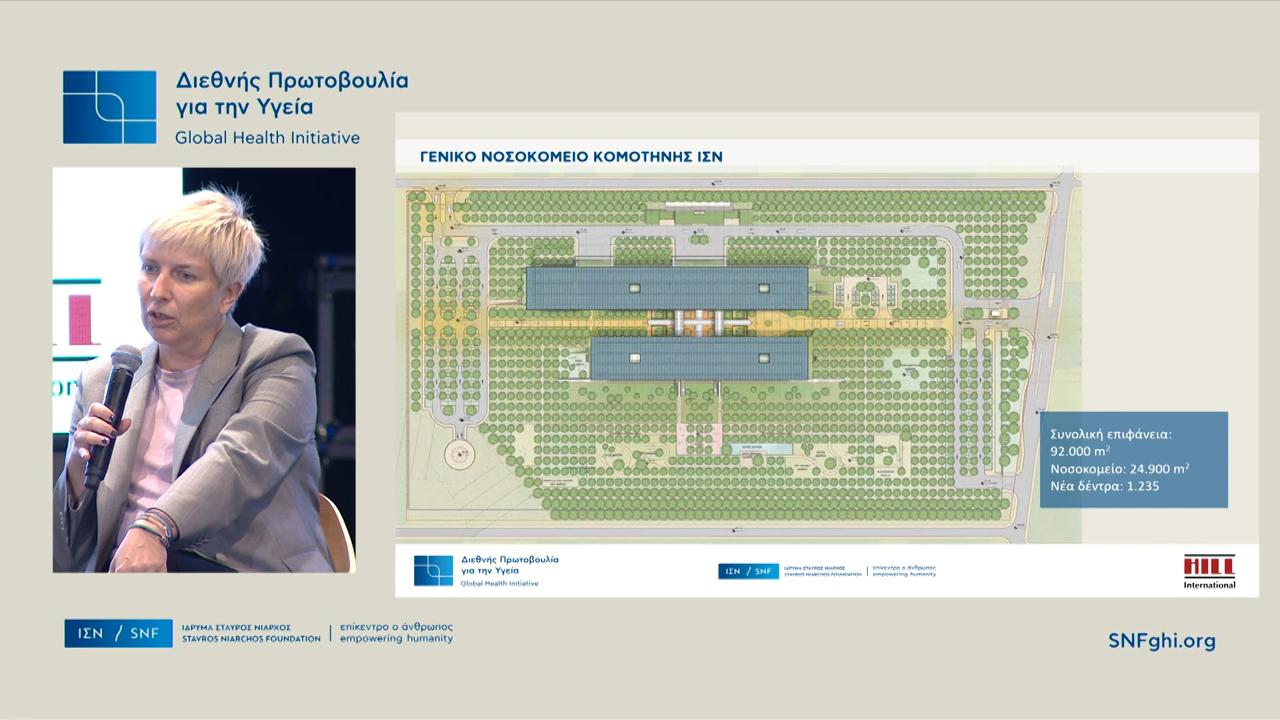 Διεθνής Πρωτοβουλία
για την Υγεία
Global Health Initiative
ΓΕΝΙΚΟ ΝΟΣΟΚΟΜΕΙΟ ΚΟΜΟΤΗΝΗΣ ΙΣΝ
Συνολική επιφάνεια:
92.000 m²
Νοσοκομείο: 24.900 m²
Νέα δέντρα: 1.235
Διεθνής Πρωτοβουλία
για την Υγεία
Global Health Initiative
ΙΣΝ / SNF
ΙΔΡΥΜΑ ΣΤΑΥΡΟΣ ΝΙΑΡΧΟΣ
STAVROS NIARCHOS FOUNDATION
επίκεντρο ο άνθρωπος
empowering humanity
HILL
International
ΙΣΝ / SNF
ΙΔΡΥΜΑ ΣΤΑΥΡΟΣ ΝΙΑΡΧΟΣ
STAVROS NIARCHOS FOUNDATION
επίκεντρο ο άνθρωπος
empowering humanity
SNFghi.org